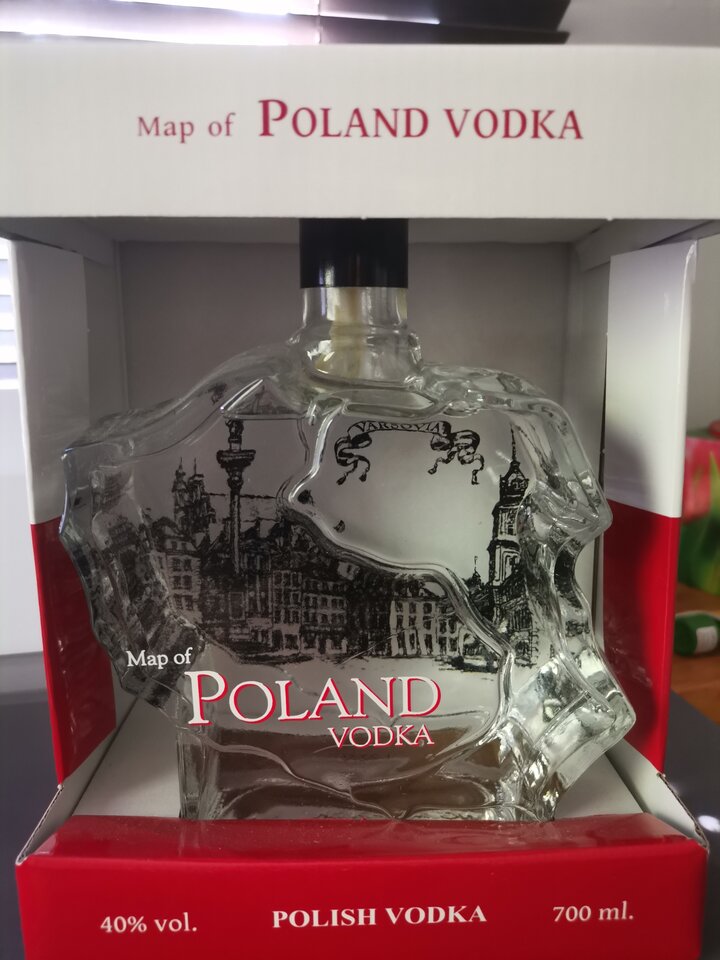 Map of POLAND VODKA
VARSOVIA
Map of
POLAND
VODKA
40% vol. POLISH VODKA 700 ml.